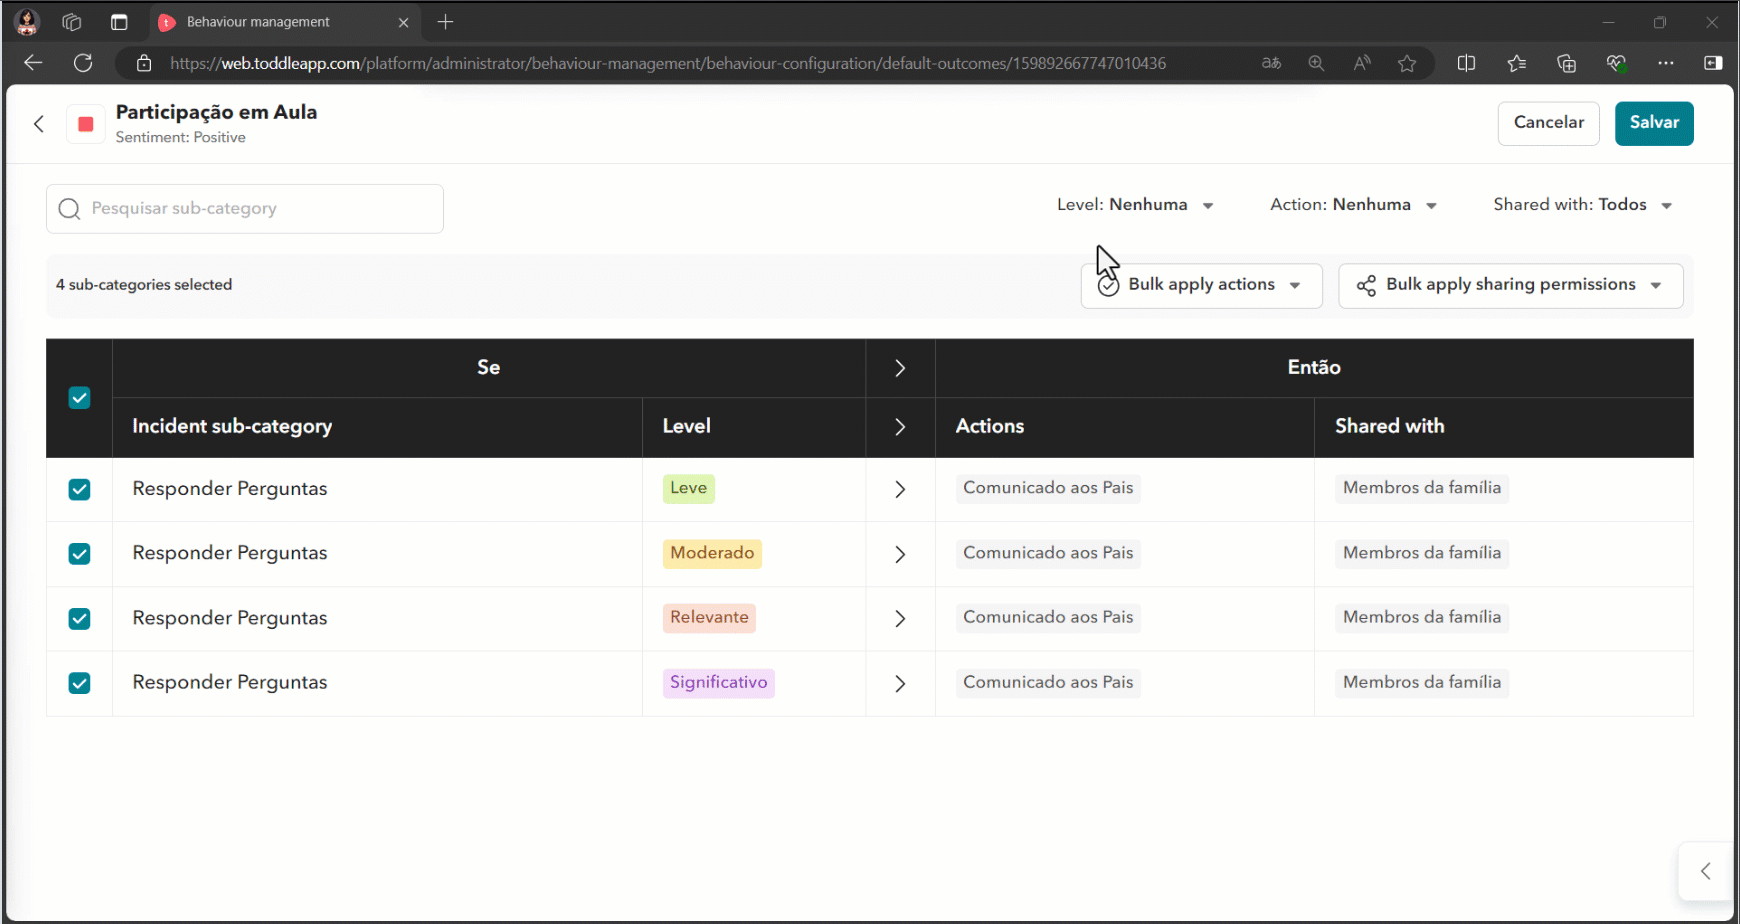 Behaviour management
https://web.toddleapp.com/platform/administrator/behaviour-management/behaviour-configuration/default-outcomes/159892667747010436
aあ
Participação em Aula
Sentiment: Positive
Cancelar
Salvar
Pesquisar sub-category
Level: Nenhuma
Action: Nenhuma
Shared with: Todos
4 sub-categories selected
Bulk apply actions
Bulk apply sharing permissions
Se
Então
Incident sub-category
Level
Actions
Shared with
Responder Perguntas
Leve
Comunicado aos Pais
Membros da família
Responder Perguntas
Moderado
Comunicado aos Pais
Membros da família
Responder Perguntas
Relevante
Comunicado aos Pais
Membros da família
Responder Perguntas
Significativo
Comunicado aos Pais
Membros da família